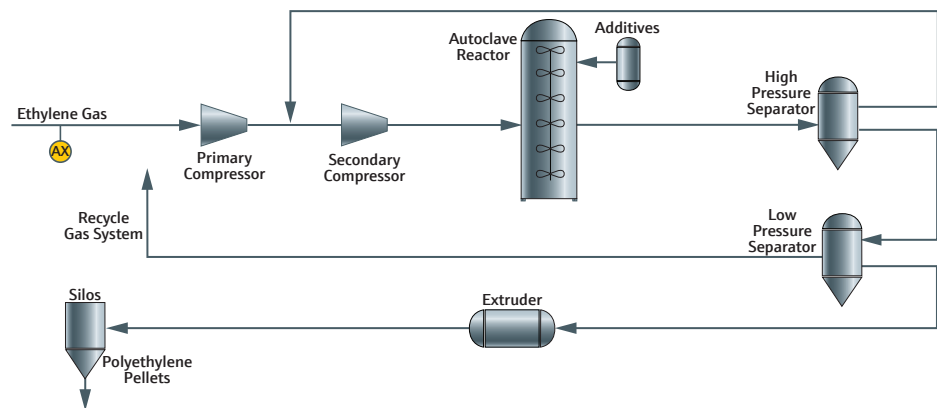 Autoclave
Reactor
Additives
High
Pressure
Separator
Ethylene Gas
AX
Primary
Compressor
Secondary
Compressor
Recycle
Gas System
Low
Pressure
Separator
Silos
Extruder
Polyethylene
Pellets